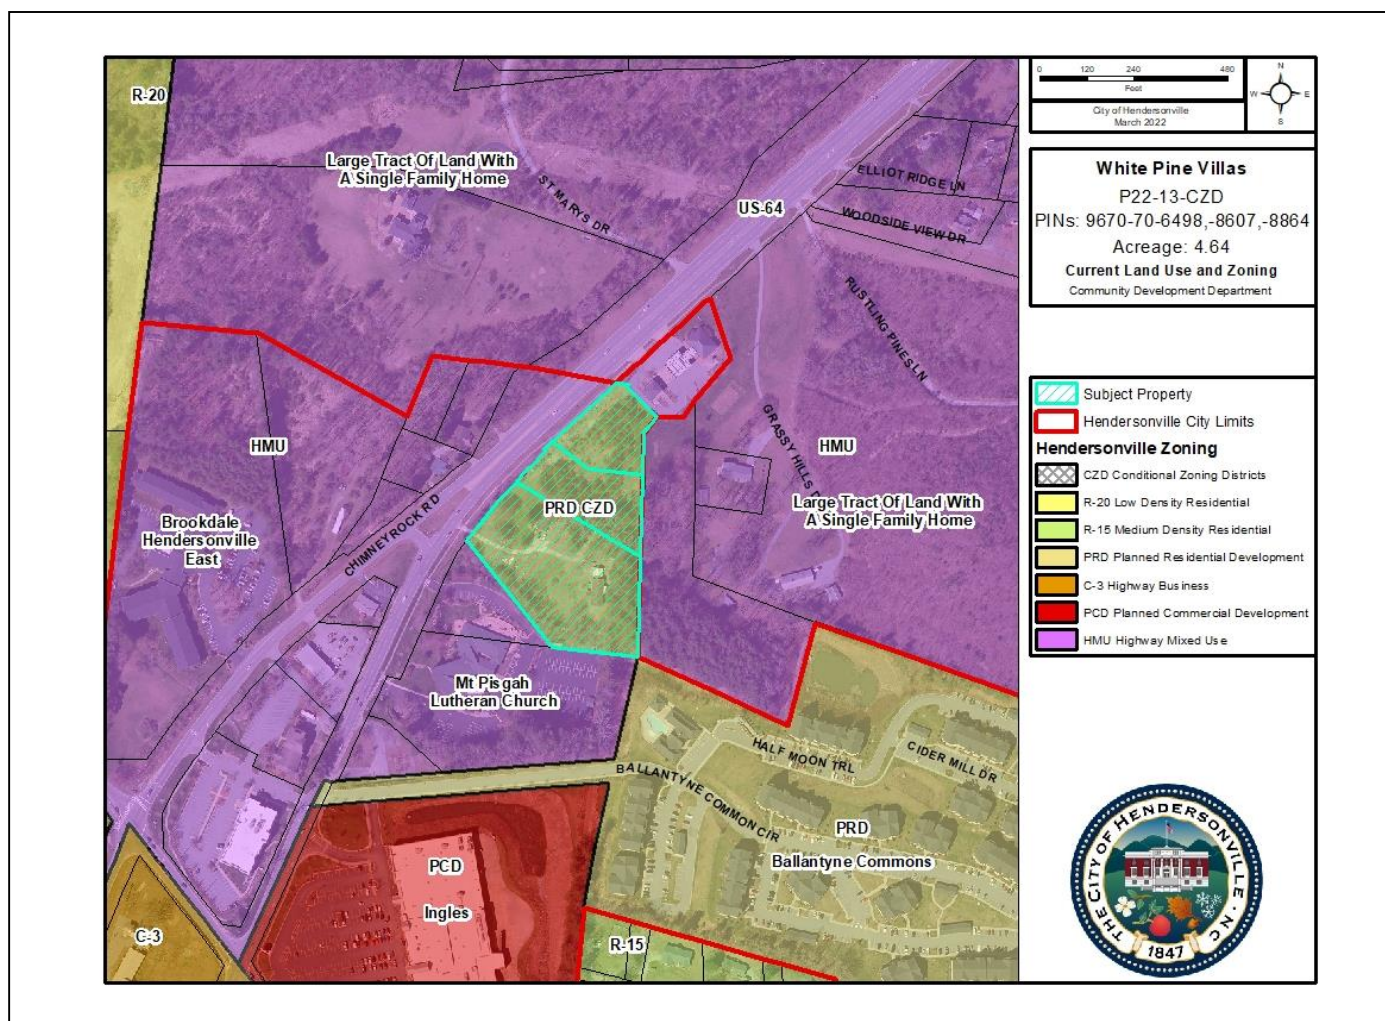 R-20
Large Tract Of Land With
A Single Family Home
ST MARYS DR
US-64
ELLIOT RIDGE LN
WOODSIDE VIEW DR
RUSTLING PINES LN
GRASSY HILLS
HMU
HMU
Large Tract Of Land With
A Single Family Home
PRD CZD
CHIMNEYROCK RD
Brookdale
Hendersonville
East
Mt Pisgah
Lutheran Church
HALF MOON TRL
CIDER MILL DR
BALLANTYNE COMMON CIR
PRD
Ballantyne Commons
PCD
Ingles
C-3
R-15
0 120 240 480
Feet
City of Hendersonville
March 2022
N
W E
S
White Pine Villas
P22-13-CZD
PINs: 9670-70-6498,-8607,-8864
Acreage: 4.64
Current Land Use and Zoning
Community Development Department
Subject Property
Hendersonville City Limits
Hendersonville Zoning
CZD Conditional Zoning Districts
R-20 Low Density Residential
R-15 Medium Density Residential
PRD Planned Residential Development
C-3 Highway Business
PCD Planned Commercial Development
HMU Highway Mixed Use
THE CITY OF HENDERSONVILLE · NC
1847